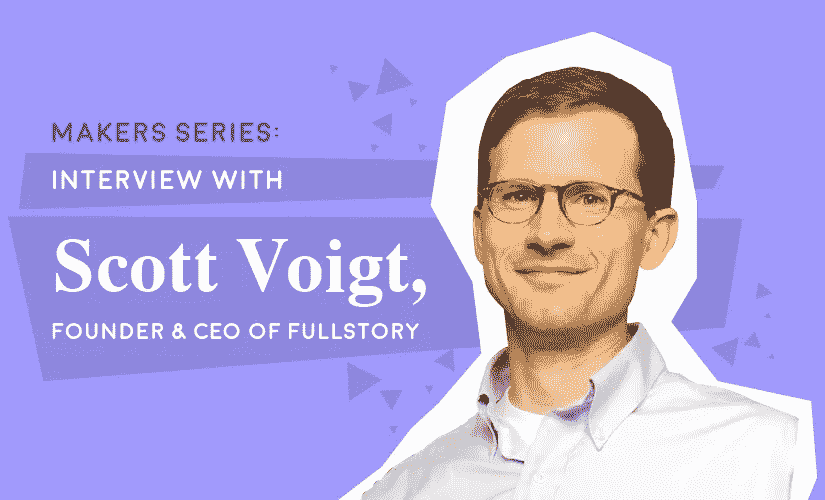 MAKERS SERIES:
INTERVIEW WITH
Scott Voigt,
FOUNDER & CEO OF FULLSTORY